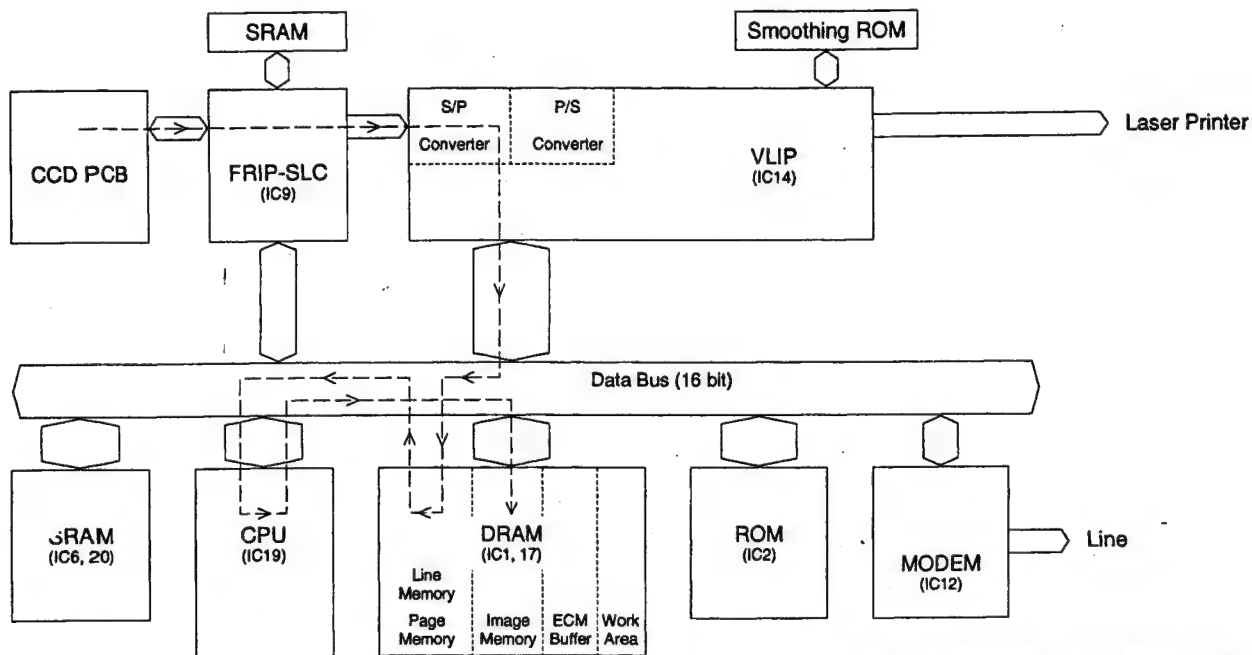 SRAM
Smoothing ROM
S/P
Converter
P/S
Converter
Laser Printer
CCD PCB
FRIP-SLC
(IC9)
VLIP
(IC14)
Data Bus (16 bit)
SRAM
(IC6, 20)
CPU
(IC19)
DRAM
(IC1, 17)
Line
Memory
Page
Memory
Image
Memory
ECM
Buffer
Work
Area
ROM
(IC2)
MODEM
(IC12)
Line